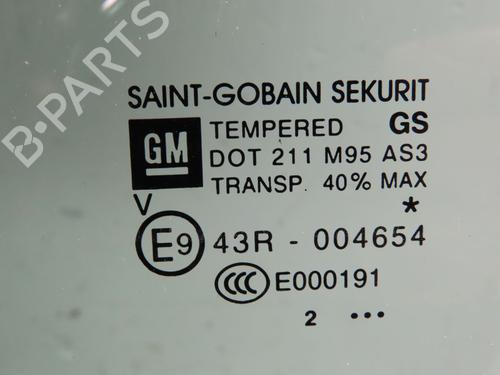 B-PARTS
SAINT-GOBAIN SEKURIT
GM TEMPERED GS
DOT 211 M95 AS3
TRANSP. 40% MAX
V *
E9 43R - 004654
CCC E000191
2 •••